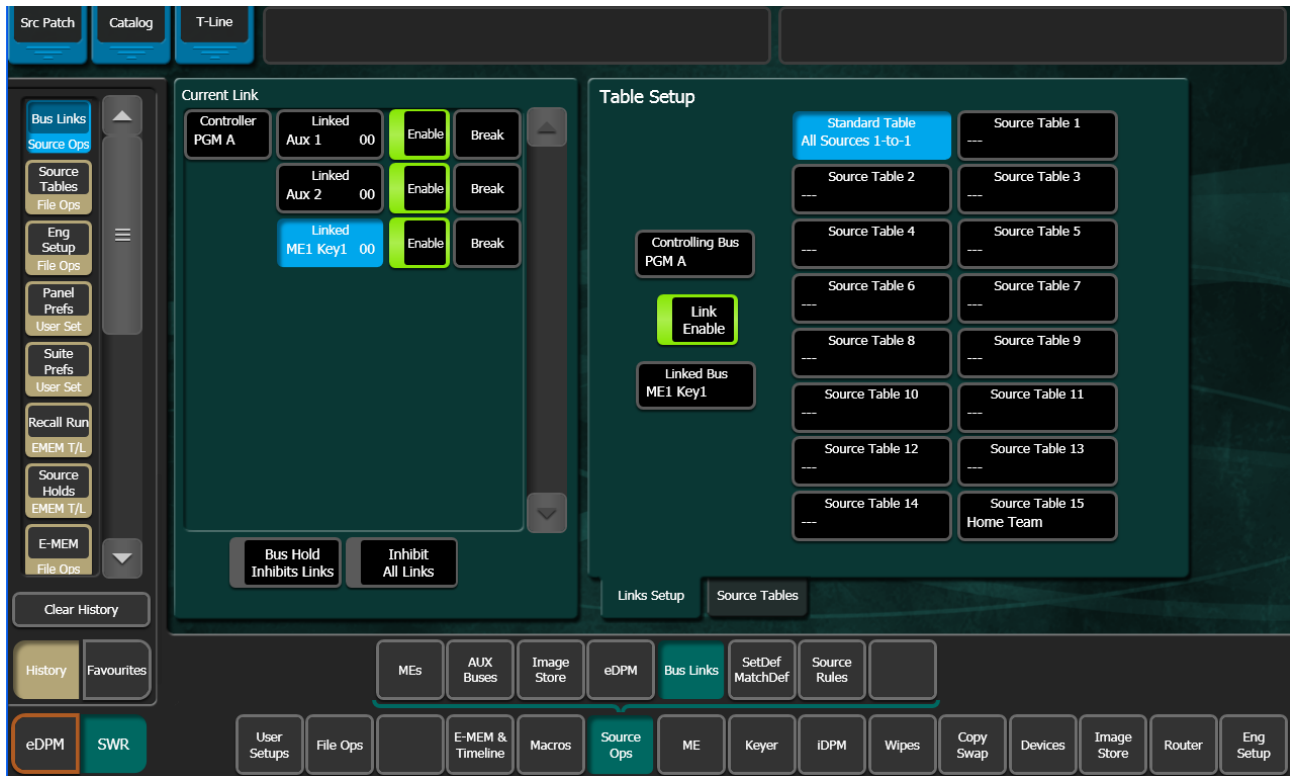 Src Patch
Catalog
T-Line
Bus Links
Source Ops
Source
Tables
File Ops
Eng
Setup
File Ops
Panel
Prefs
User Set
Suite
Prefs
User Set
Recall Run
EMEM T/L
Source
Holds
EMEM T/L
E-MEM
File Ops
Clear History
History
Favourites
eDPM
SWR
Current Link
Controller
PGM A
Linked
Aux 1 00
Enable
Break
Linked
Aux 2 00
Enable
Break
Linked
ME1 Key1 00
Enable
Break
Bus Hold
Inhibits Links
Inhibit
All Links
Table Setup
Controlling Bus
PGM A
Link
Enable
Linked Bus
ME1 Key1
Standard Table
All Sources 1-to-1
Source Table 1
---
Source Table 2
---
Source Table 3
---
Source Table 4
---
Source Table 5
---
Source Table 6
---
Source Table 7
---
Source Table 8
---
Source Table 9
---
Source Table 10
---
Source Table 11
---
Source Table 12
---
Source Table 13
---
Source Table 14
---
Source Table 15
Home Team
Links Setup
Source Tables
MEs
AUX
Buses
Image
Store
eDPM
Bus Links
SetDef
MatchDef
Source
Rules
User
Setups
File Ops
E-MEM &
Timeline
Macros
Source
Ops
ME
Keyer
iDPM
Wipes
Copy
Swap
Devices
Image
Store
Router
Eng
Setup